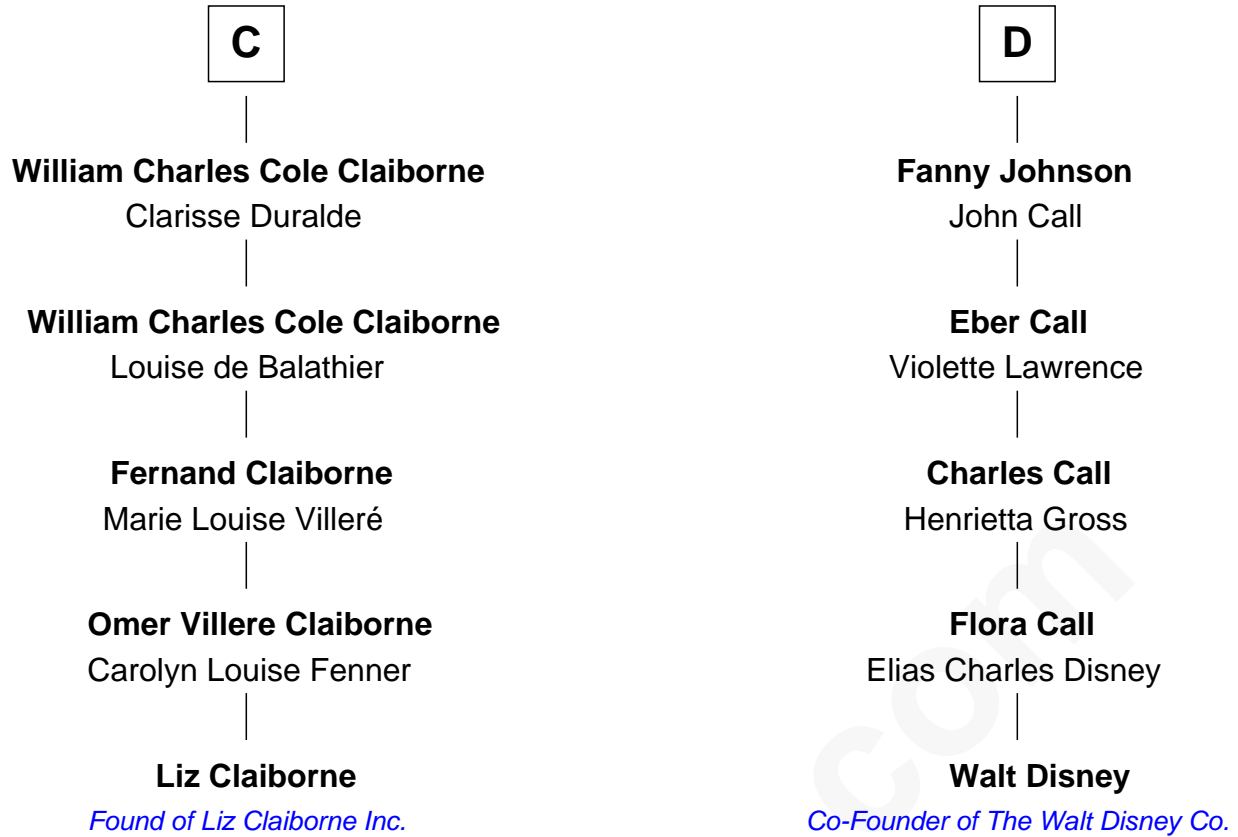 C
William Charles Cole Claiborne
Clarisse Duralde
William Charles Cole Claiborne
Louise de Balathier
Fernand Claiborne
Marie Louise Villeré
Omer Villere Claiborne
Carolyn Louise Fenner
Liz Claiborne
Found of Liz Claiborne Inc.
D
Fanny Johnson
John Call
Eber Call
Violette Lawrence
Charles Call
Henrietta Gross
Flora Call
Elias Charles Disney
Walt Disney
Co-Founder of The Walt Disney Co.
com